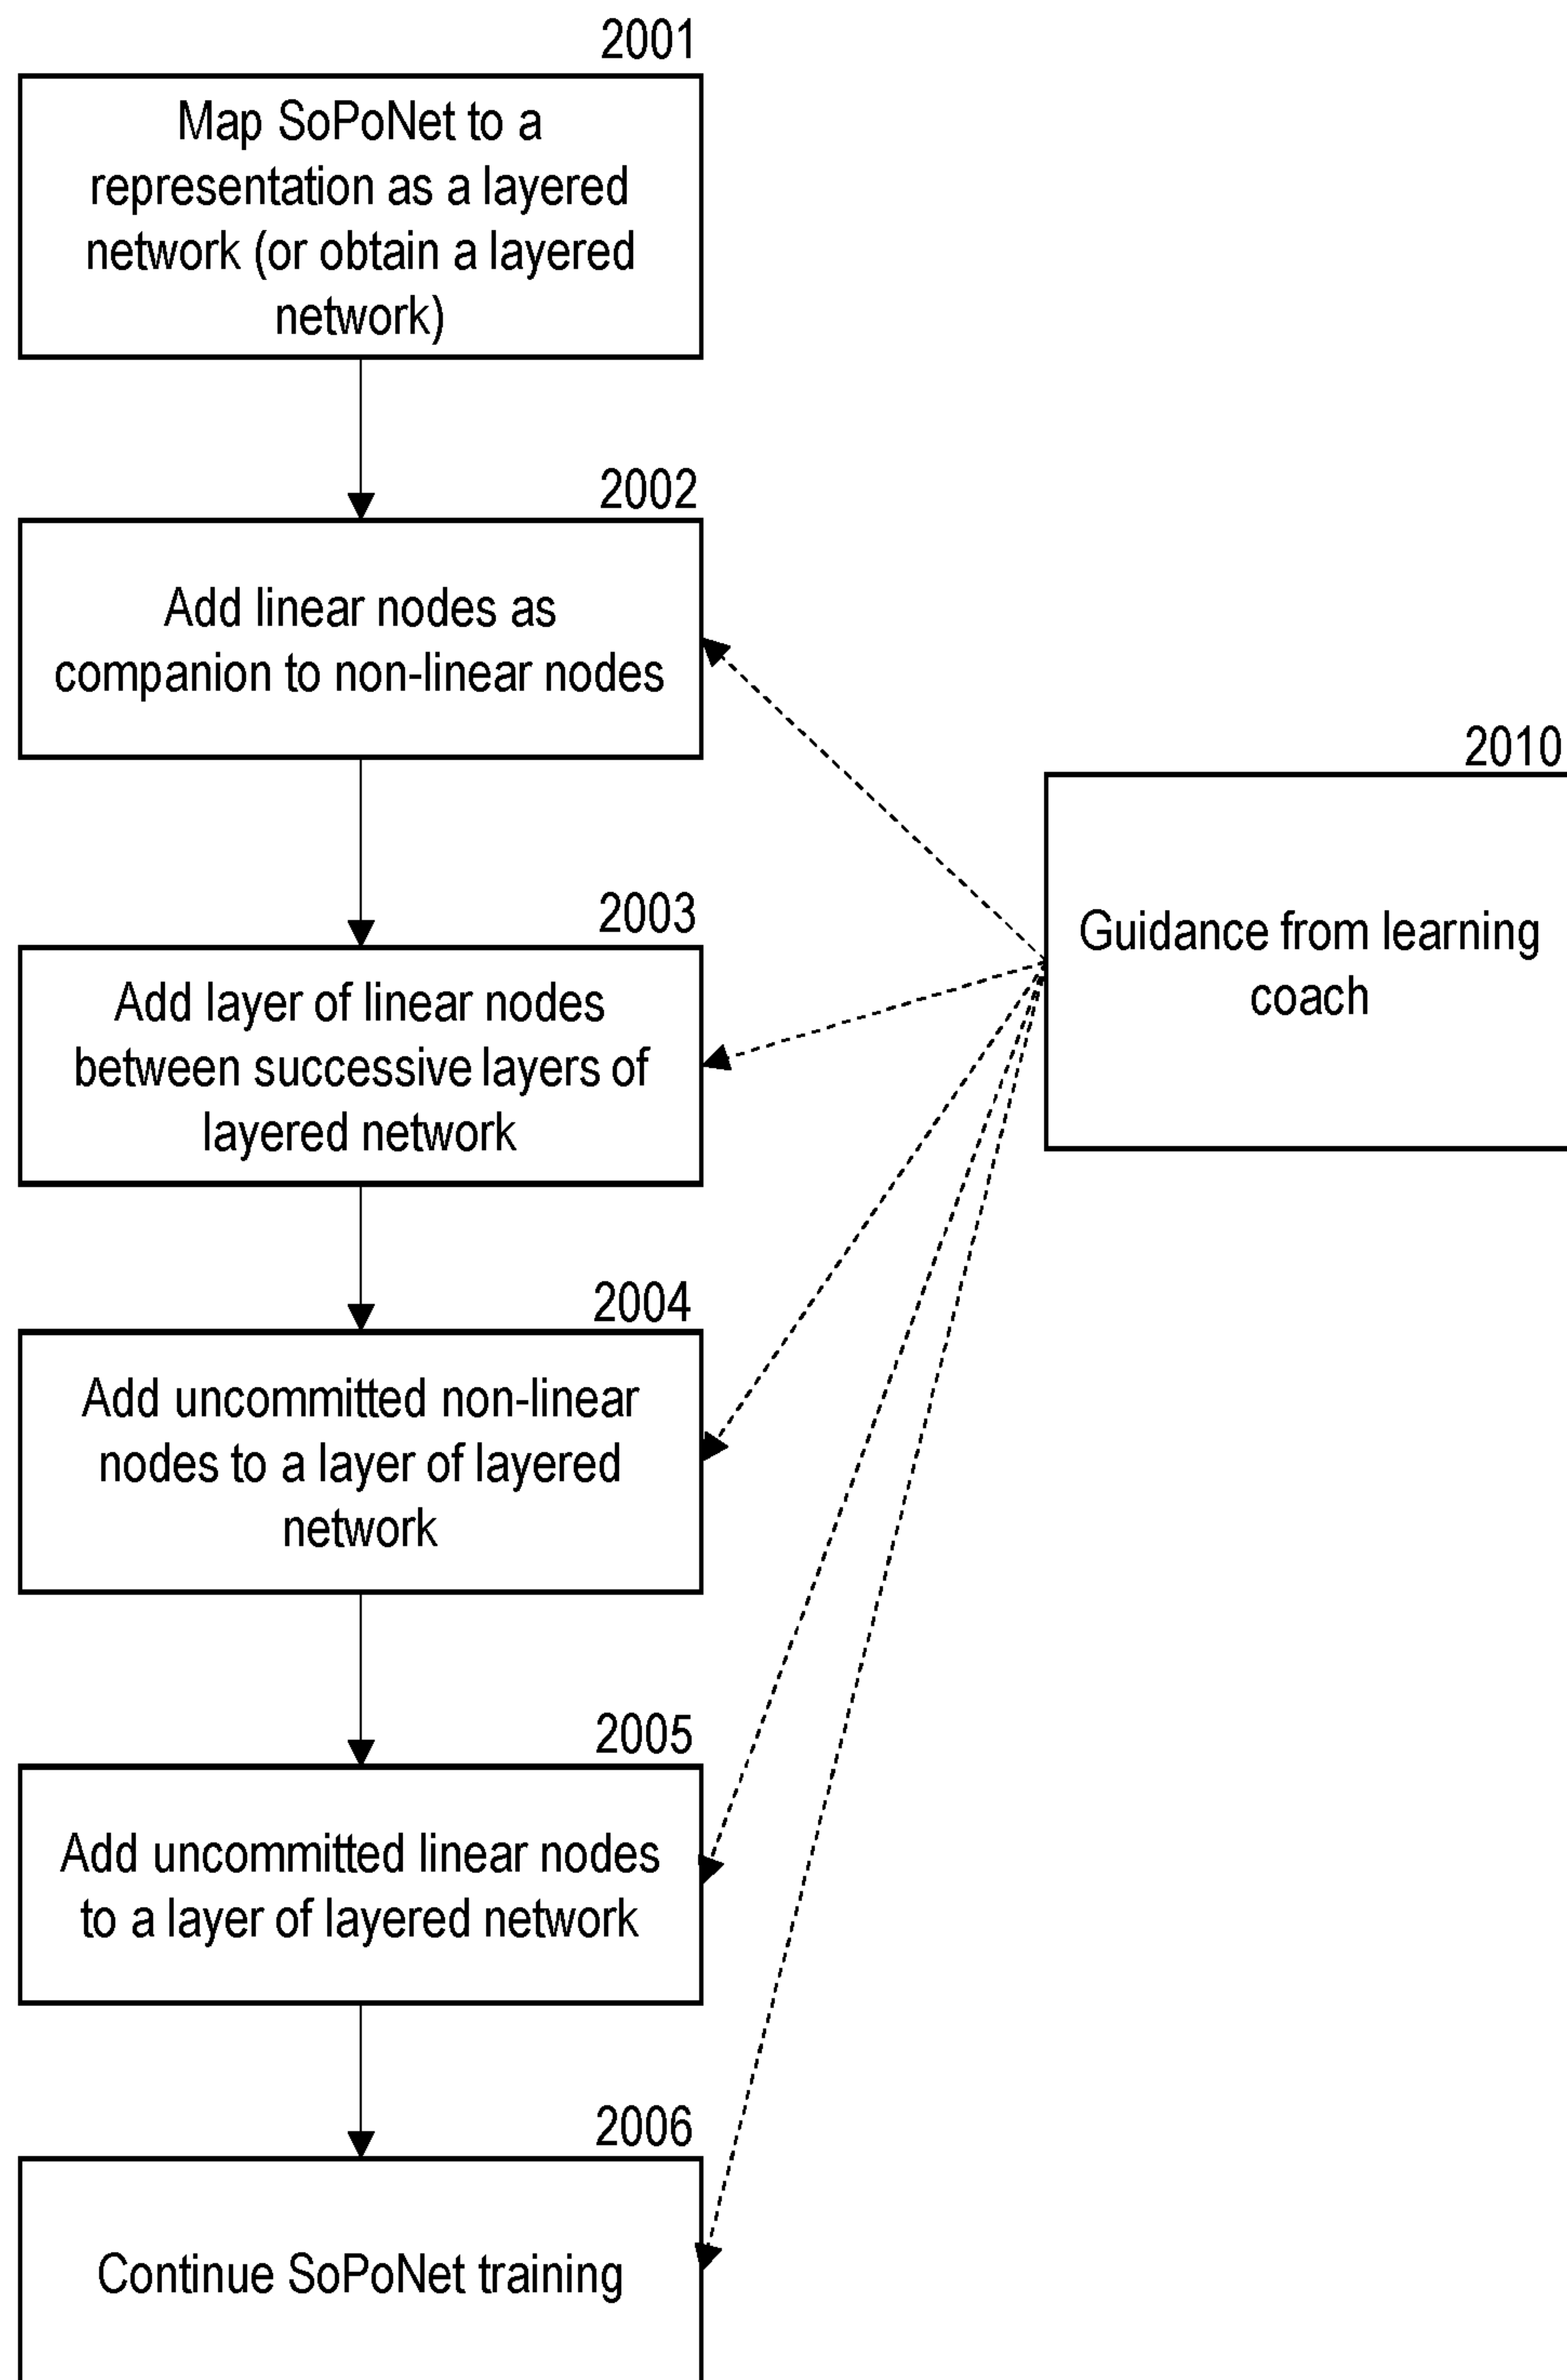 2001
Map SoPoNet to a
representation as a layered
network (or obtain a layered
network)
2002
Add linear nodes as
companion to non-linear nodes
2010
Guidance from learning
coach
2003
Add layer of linear nodes
between successive layers of
layered network
2004
Add uncommitted non-linear
nodes to a layer of layered
network
2005
Add uncommitted linear nodes
to a layer of layered network
2006
Continue SoPoNet training